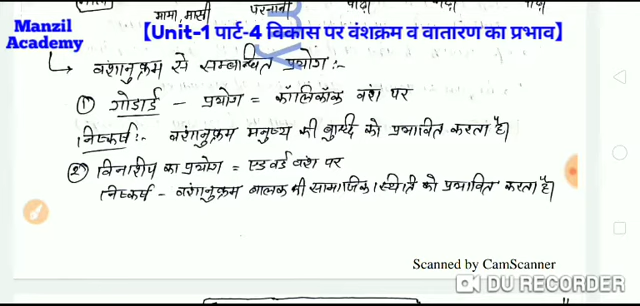 मामा, मासी परनानी
Manzil Academy
【Unit-1 पार्ट-4 विकास पर वंशक्रम व वातारण का प्रभाव】
↳ वंशानुक्रम से सम्बन्धित प्रयोग :-
① गोडार्ड - प्रयोग = कॉलिकॉक वंश पर
निष्कर्ष :- वंशानुक्रम मनुष्य की बुद्धि को प्रभावित करता है।
② विनाशीप का प्रयोग = एडवर्ड वंश पर
निष्कर्ष - वंशानुक्रम बालक की सामाजिक स्थिति को प्रभावित करता है।
Scanned by CamScanner
DU RECORDER